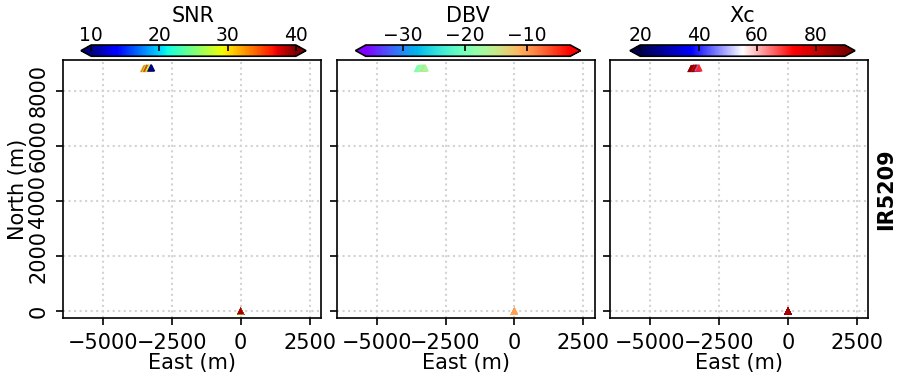 SNR DBV Xc
10 20 30 40 −30 −20 −10 20 40 60 80
North (m)
8000
6000
4000
2000
0
IR5209
−5000 −2500 0 2500 −5000 −2500 0 2500 −5000 −2500 0 2500
East (m) East (m) East (m)